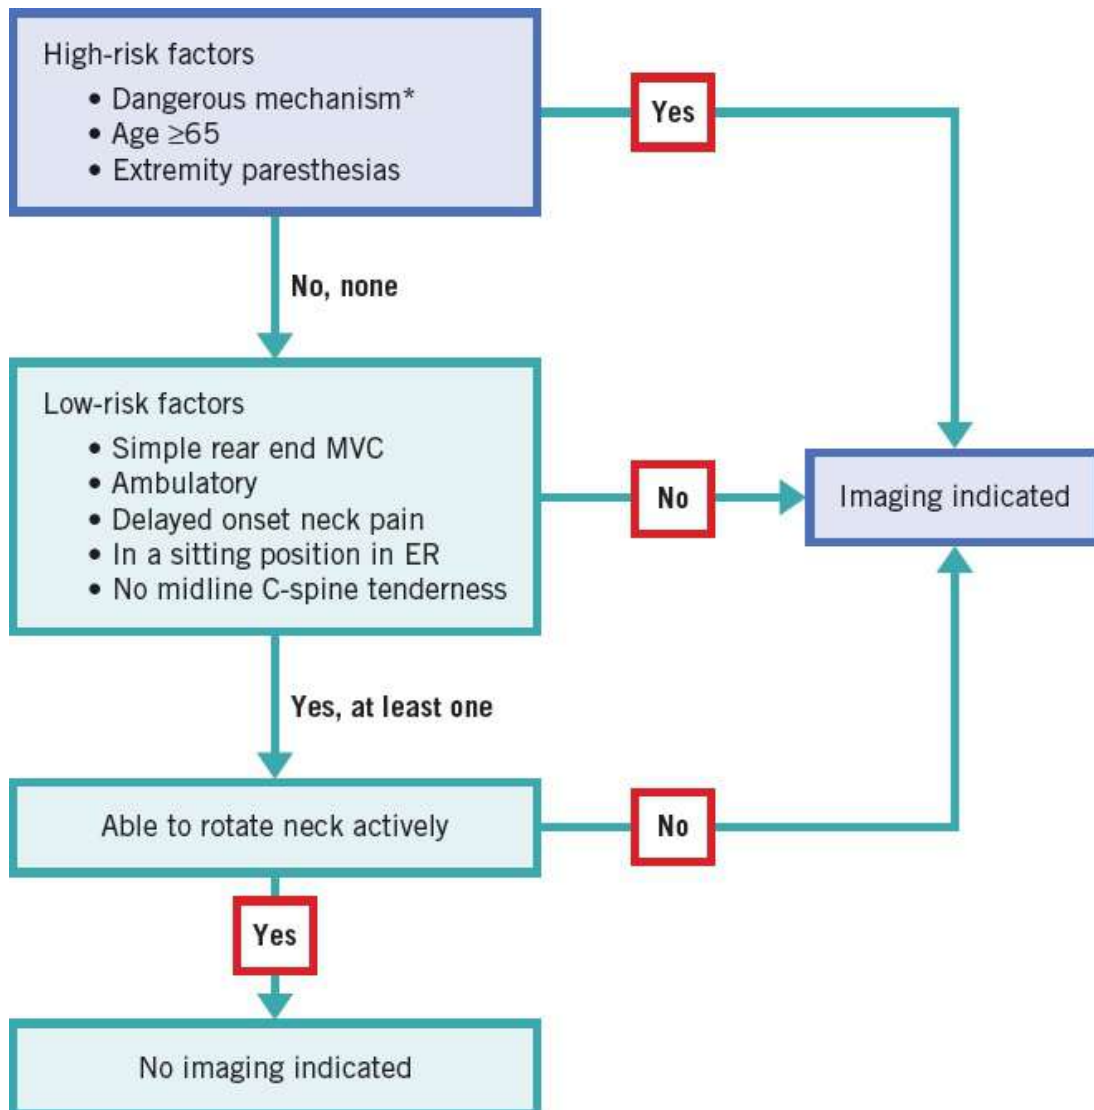 High-risk factors
• Dangerous mechanism*
• Age ≥65
• Extremity paresthesias
Yes
No, none
Low-risk factors
• Simple rear end MVC
• Ambulatory
• Delayed onset neck pain
• In a sitting position in ER
• No midline C-spine tenderness
No
Imaging indicated
Yes, at least one
Able to rotate neck actively
No
Yes
No imaging indicated